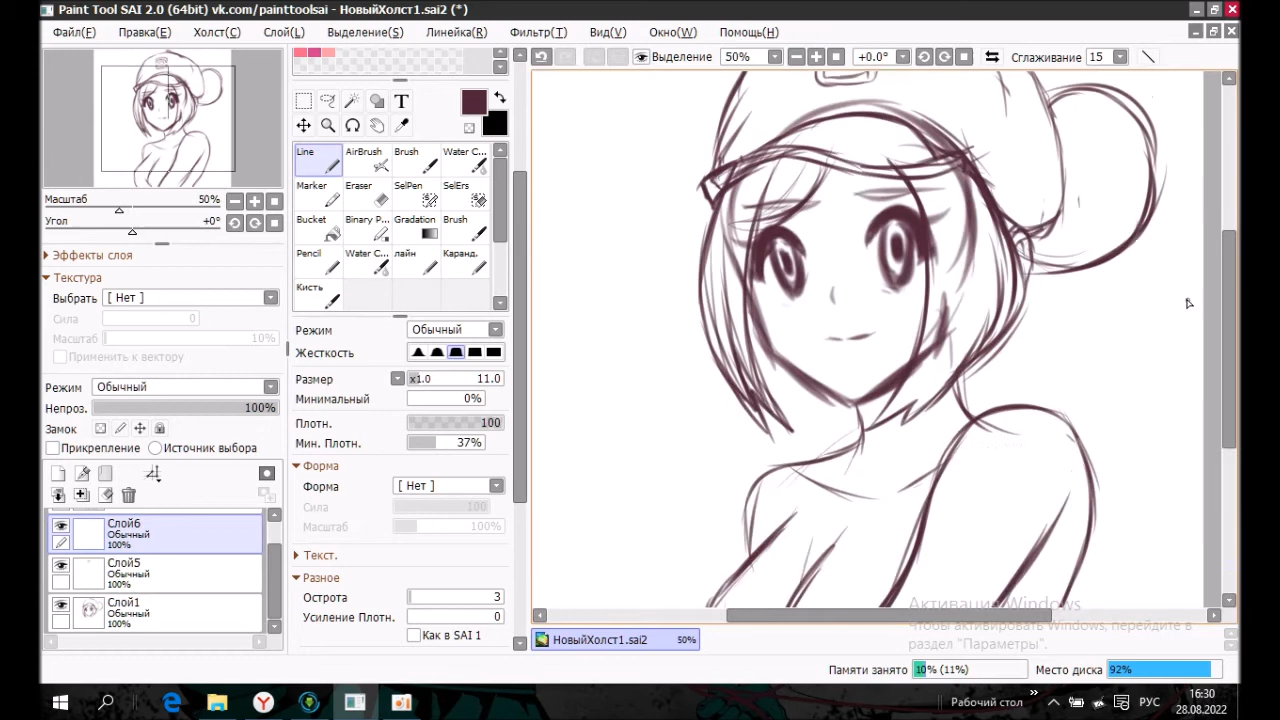 Paint Tool SAI 2.0 (64bit) vk.com/painttoolsai - НовыйХолст1.sai2 (*)
Файл(F) Правка(E) Холст(C) Слой(L) Выделение(S) Линейка(R) Фильтр(T) Вид(V) Окно(W) Помощь(H)
Выделение 50% +0.0° Сглаживание 15
Масштаб 50%
Угол +0°
Эффекты слоя
Текстура
Выбрать [ Нет ]
Сила 0
Масштаб 10%
Применить к вектору
Режим Обычный
Непроз. 100%
Замок
Прикрепление Источник выбора
Слой6
Обычный
100%
Слой5
Обычный
100%
Слой1
Обычный
100%
T
Line AirBrush Brush Water C...
Marker Eraser SelPen SelErs
Bucket Binary P... Gradation Brush
Pencil Water C... лайн Каранд.
Кисть
Режим Обычный
Жесткость
Размер x1.0 11.0
Минимальный 0%
Плотн. 100
Мин. Плотн. 37%
Форма
Форма [ Нет ]
Сила 100
Масштаб 100%
Текст.
Разное
Острота 3
Усиление Плотн. 0
Как в SAI 1
Активация Windows
Чтобы активировать Windows, перейдите в
раздел "Параметры".
НовыйХолст1.sai2 50%
Памяти занято 10% (11%) Место диска 92%
Рабочий стол » РУС 16:30
28.08.2022